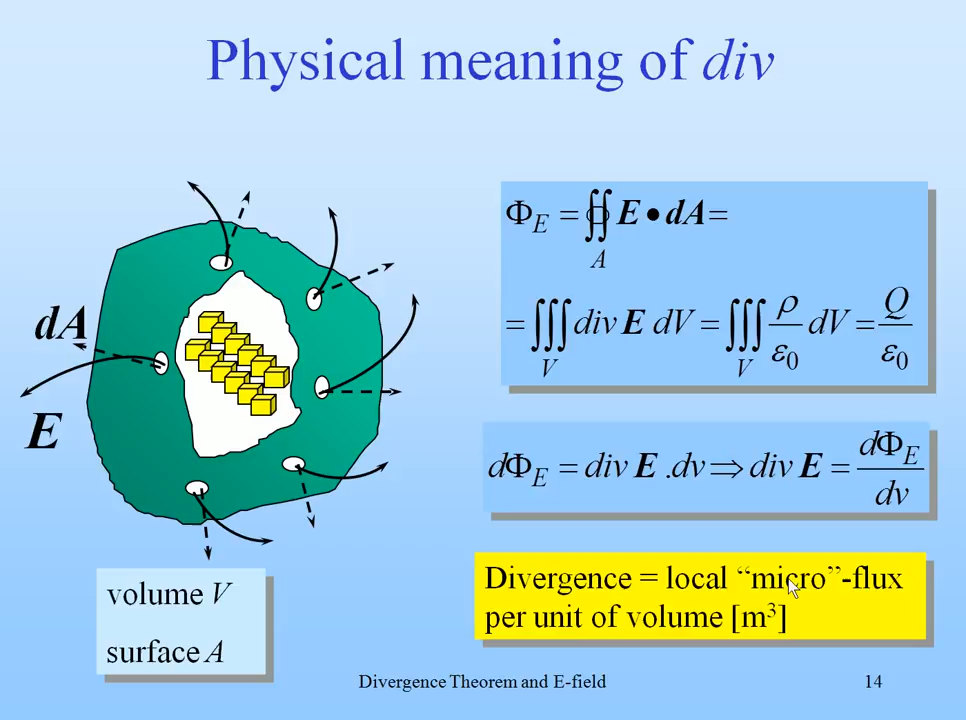 Physical meaning of div
dA
E
Φ_E = ∯_A E • dA =
= ∭_V div E dV = ∭_V ρ/ε₀ dV = Q/ε₀
dΦ_E = div E .dv ⇒ div E = dΦ_E/dv
Divergence = local “micro”-flux
per unit of volume [m³]
volume V
surface A
Divergence Theorem and E-field
14